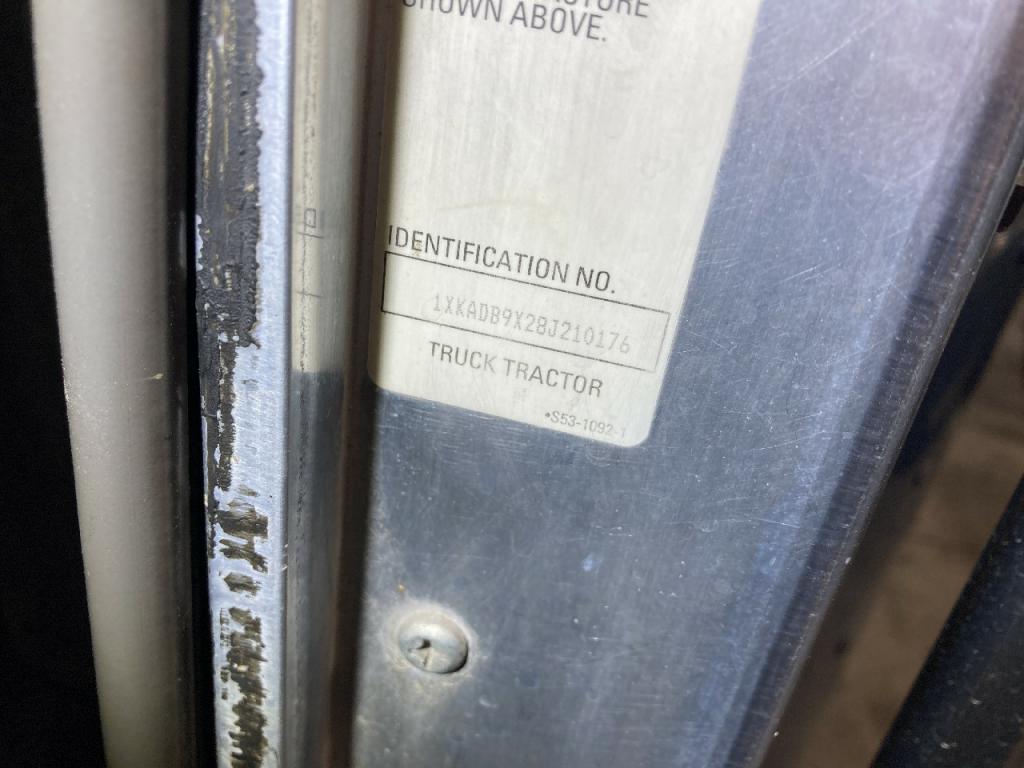 SHOWN ABOVE.
IDENTIFICATION NO.
1XKADB9X28J210176
TRUCK TRACTOR
•S53-1092-1